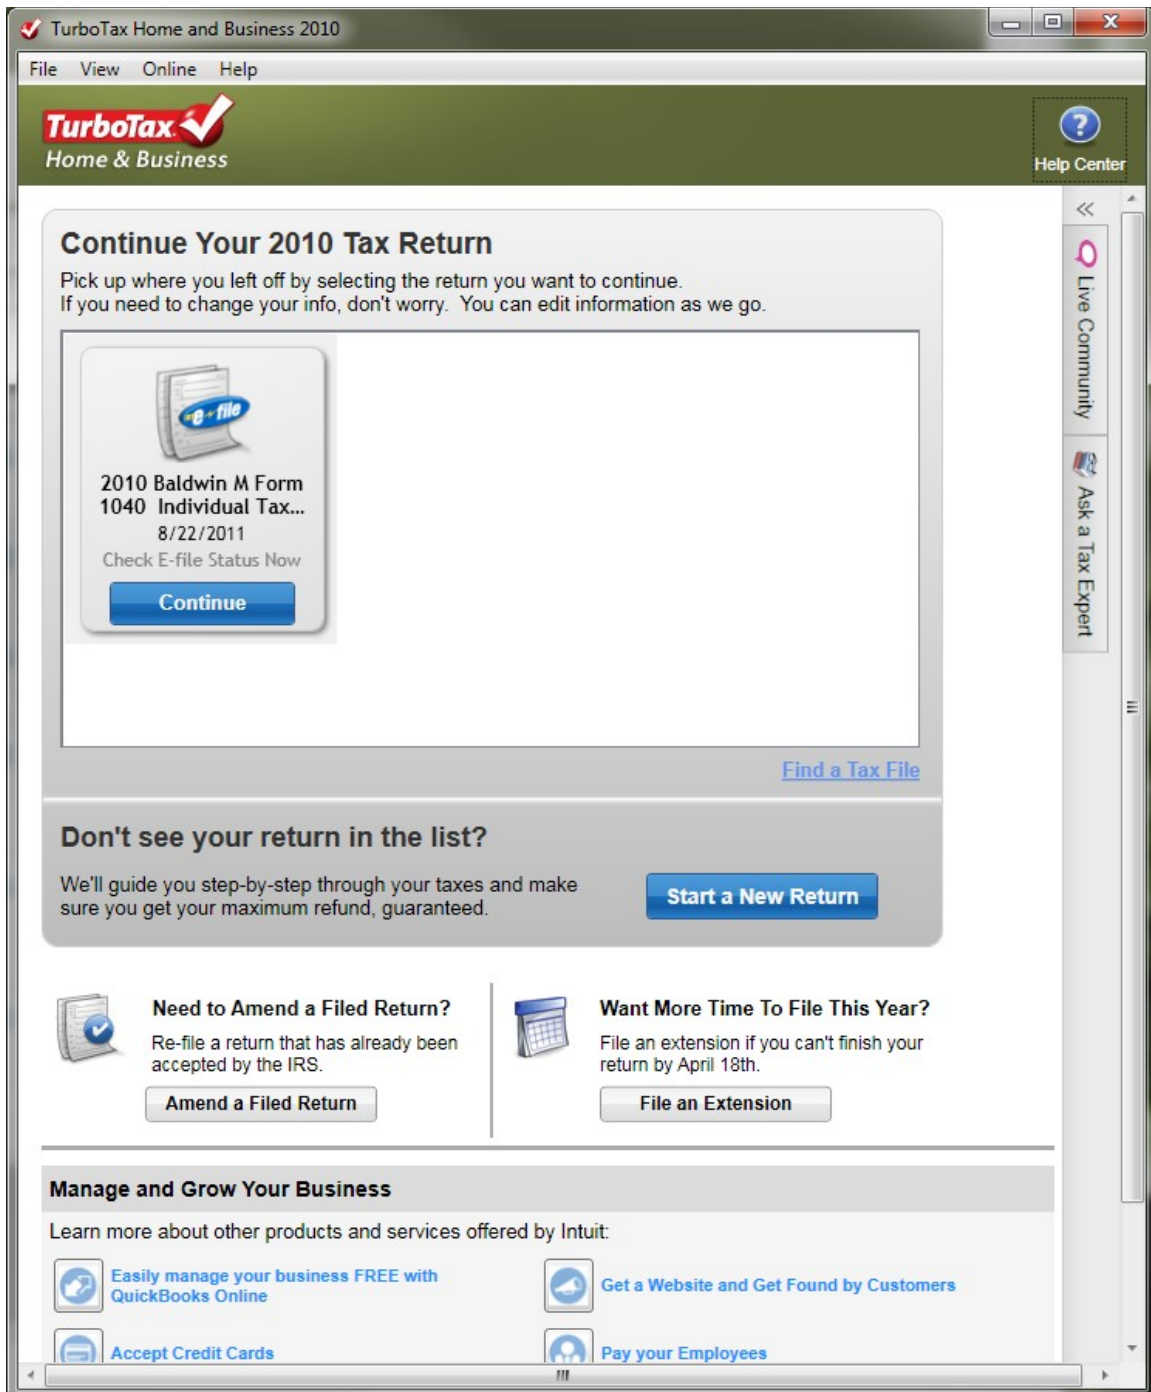 TurboTax Home and Business 2010
File View Online Help
TurboTax
Home & Business
Help Center
Continue Your 2010 Tax Return
Pick up where you left off by selecting the return you want to continue.
If you need to change your info, don't worry. You can edit information as we go.
e-file
2010 Baldwin M Form
1040 Individual Tax...
8/22/2011
Check E-file Status Now
Continue
Find a Tax File
Don't see your return in the list?
We'll guide you step-by-step through your taxes and make
sure you get your maximum refund, guaranteed.
Start a New Return
Live Community
Ask a Tax Expert
Need to Amend a Filed Return?
Re-file a return that has already been
accepted by the IRS.
Amend a Filed Return
Want More Time To File This Year?
File an extension if you can't finish your
return by April 18th.
File an Extension
Manage and Grow Your Business
Learn more about other products and services offered by Intuit:
Easily manage your business FREE with
QuickBooks Online
Get a Website and Get Found by Customers
Accept Credit Cards
Pay your Employees